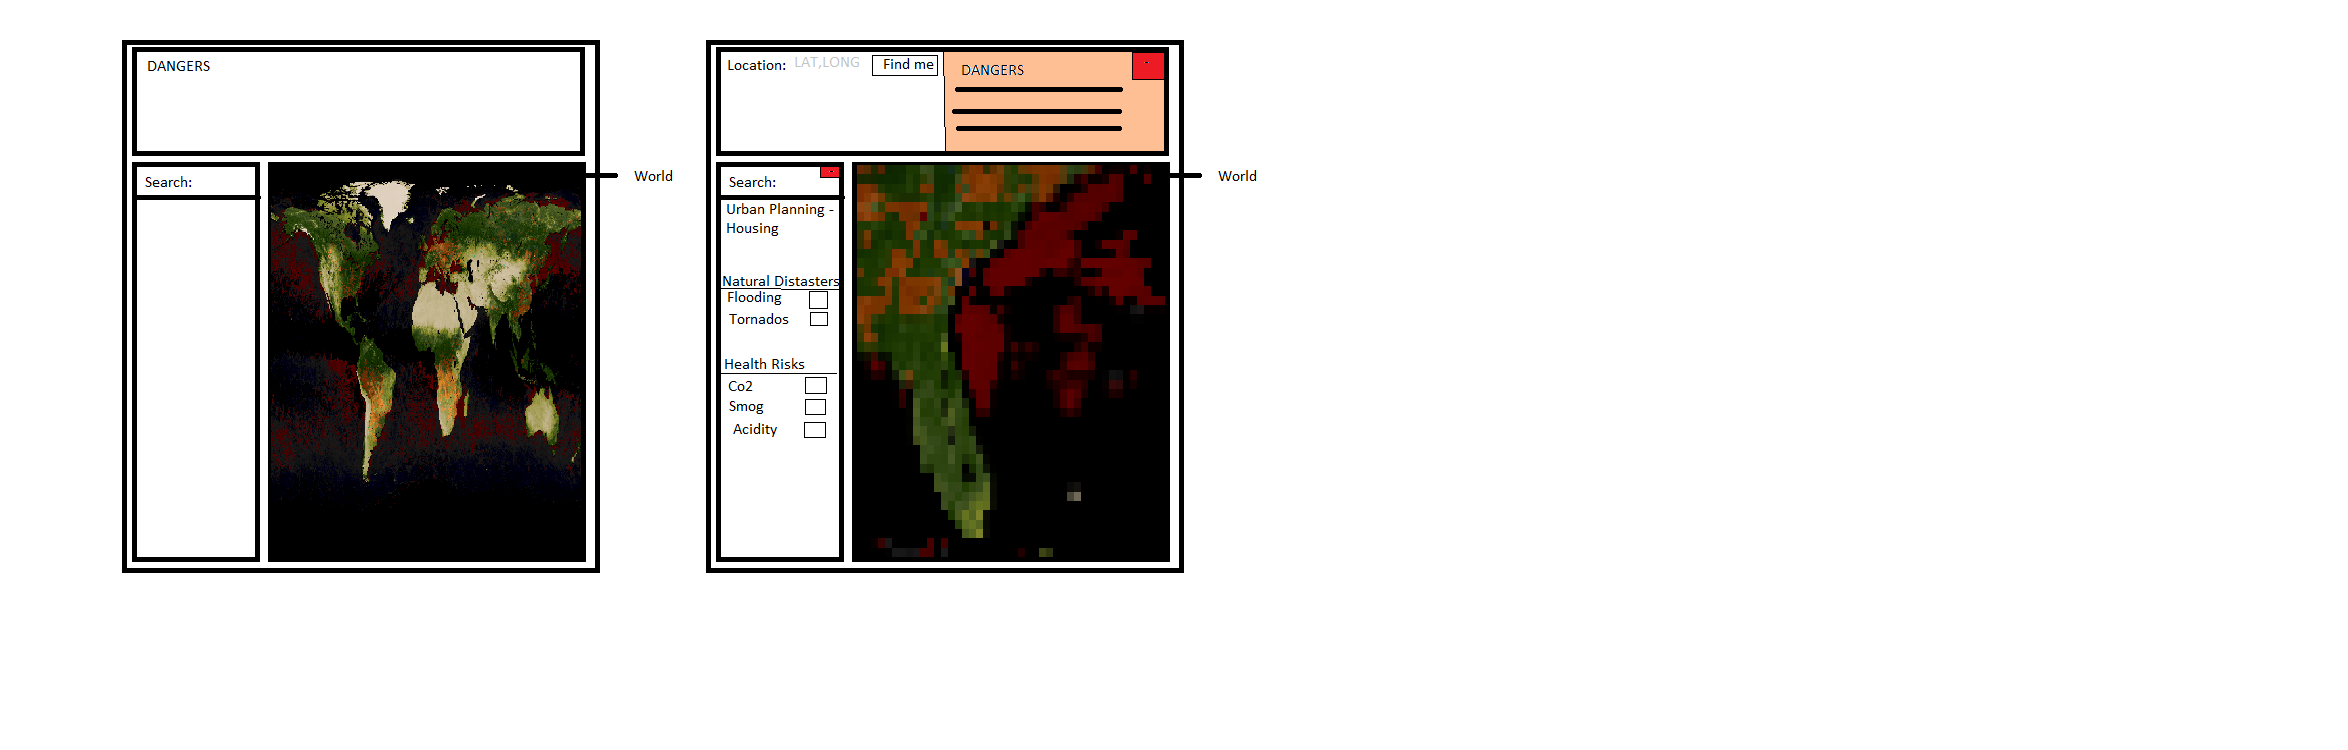 DANGERS
Search:
World
Location: LAT,LONG Find me
DANGERS
Search:
Urban Planning -
Housing
Natural Distasters
Flooding
Tornados
Health Risks
Co2
Smog
Acidity
World